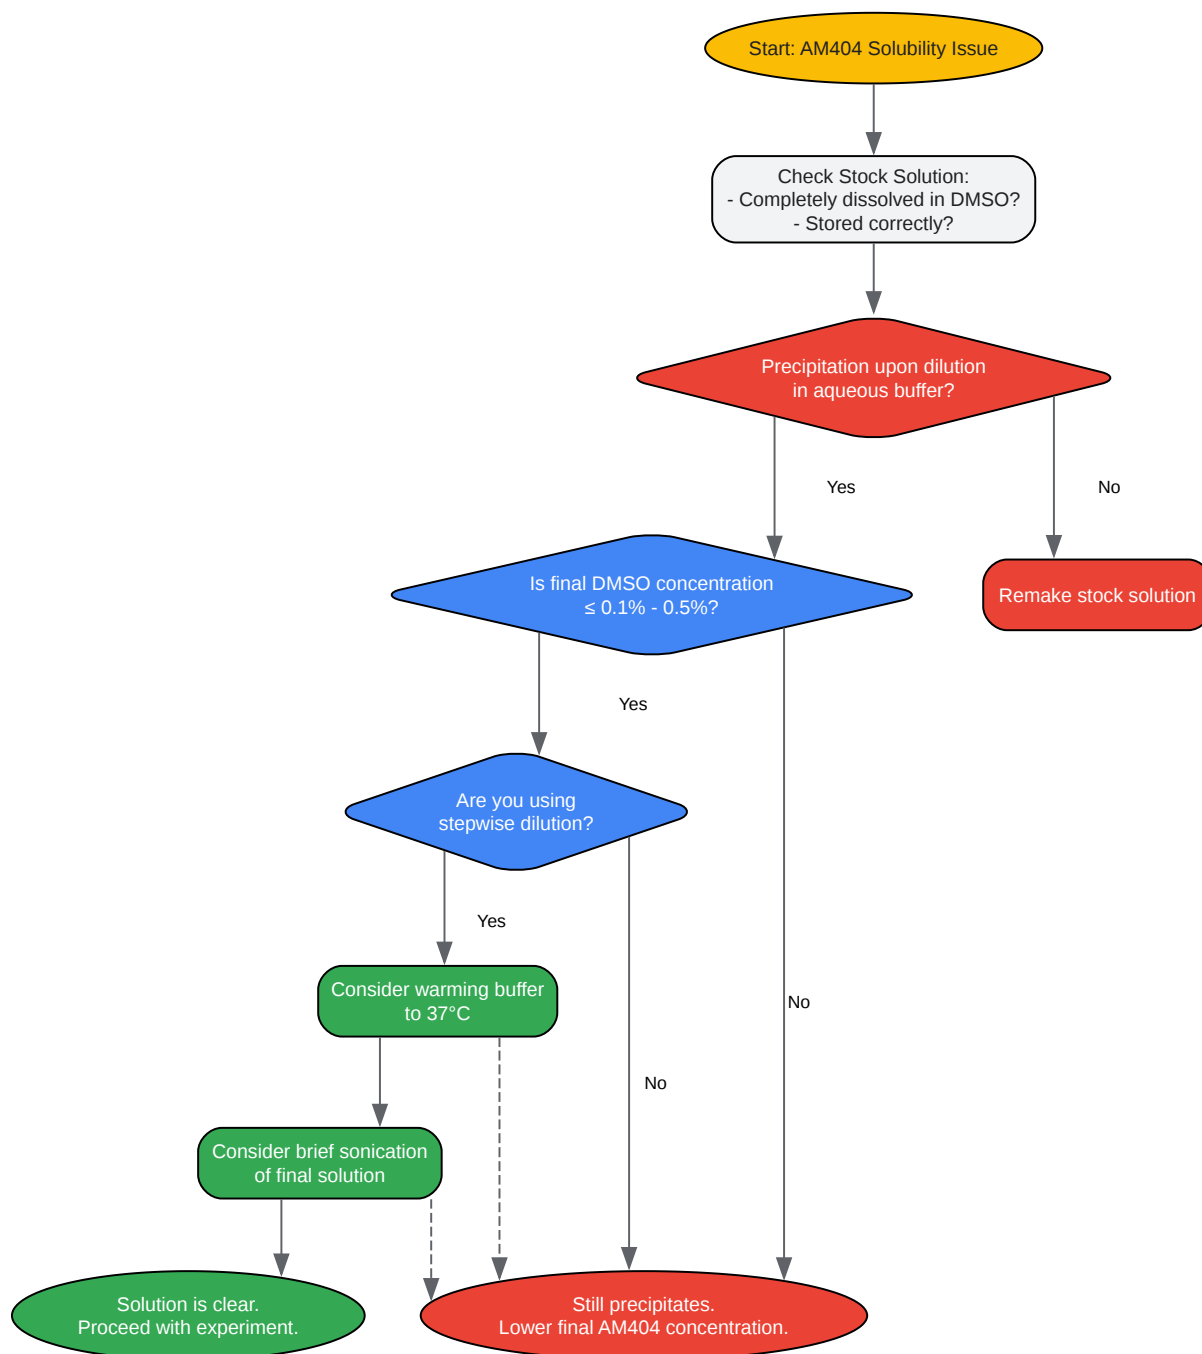 Start: AM404 Solubility Issue
Check Stock Solution:
- Completely dissolved in DMSO?
- Stored correctly?
Precipitation upon dilution
in aqueous buffer?
Yes
No
Is final DMSO concentration
≤ 0.1% - 0.5%?
Remake stock solution
Yes
Are you using
stepwise dilution?
Yes
Consider warming buffer
to 37°C
No
No
Consider brief sonication
of final solution
Solution is clear.
Proceed with experiment.
Still precipitates.
Lower final AM404 concentration.